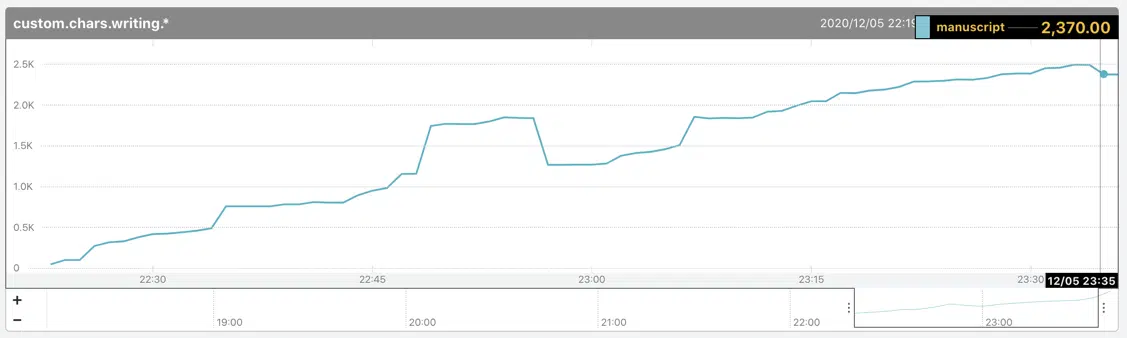 custom.chars.writing.*
2020/12/05 22:19
manuscript 2,370.00
2.5K
2.0K
1.5K
1.0K
0.5K
0
22:30 22:45 23:00 23:15 23:30
12/05 23:35
+
−
19:00 20:00 21:00 22:00 23:00